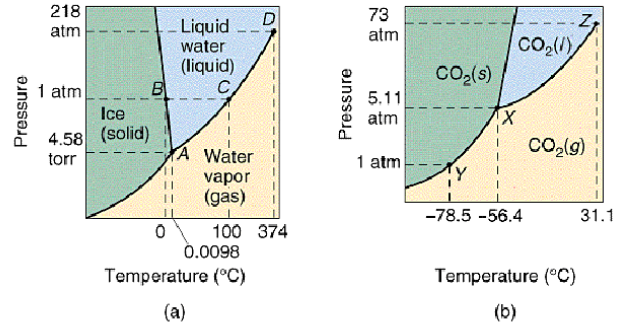 218
atm
Pressure
1 atm
4.58
torr
Liquid
water
(liquid)
Ice
(solid)
Water
vapor
(gas)
A
B
C
D
0
100
374
0.0098
Temperature (°C)
(a)
73
atm
Pressure
5.11
atm
1 atm
CO₂(s)
CO₂(l)
CO₂(g)
X
Y
Z
−78.5
−56.4
31.1
Temperature (°C)
(b)